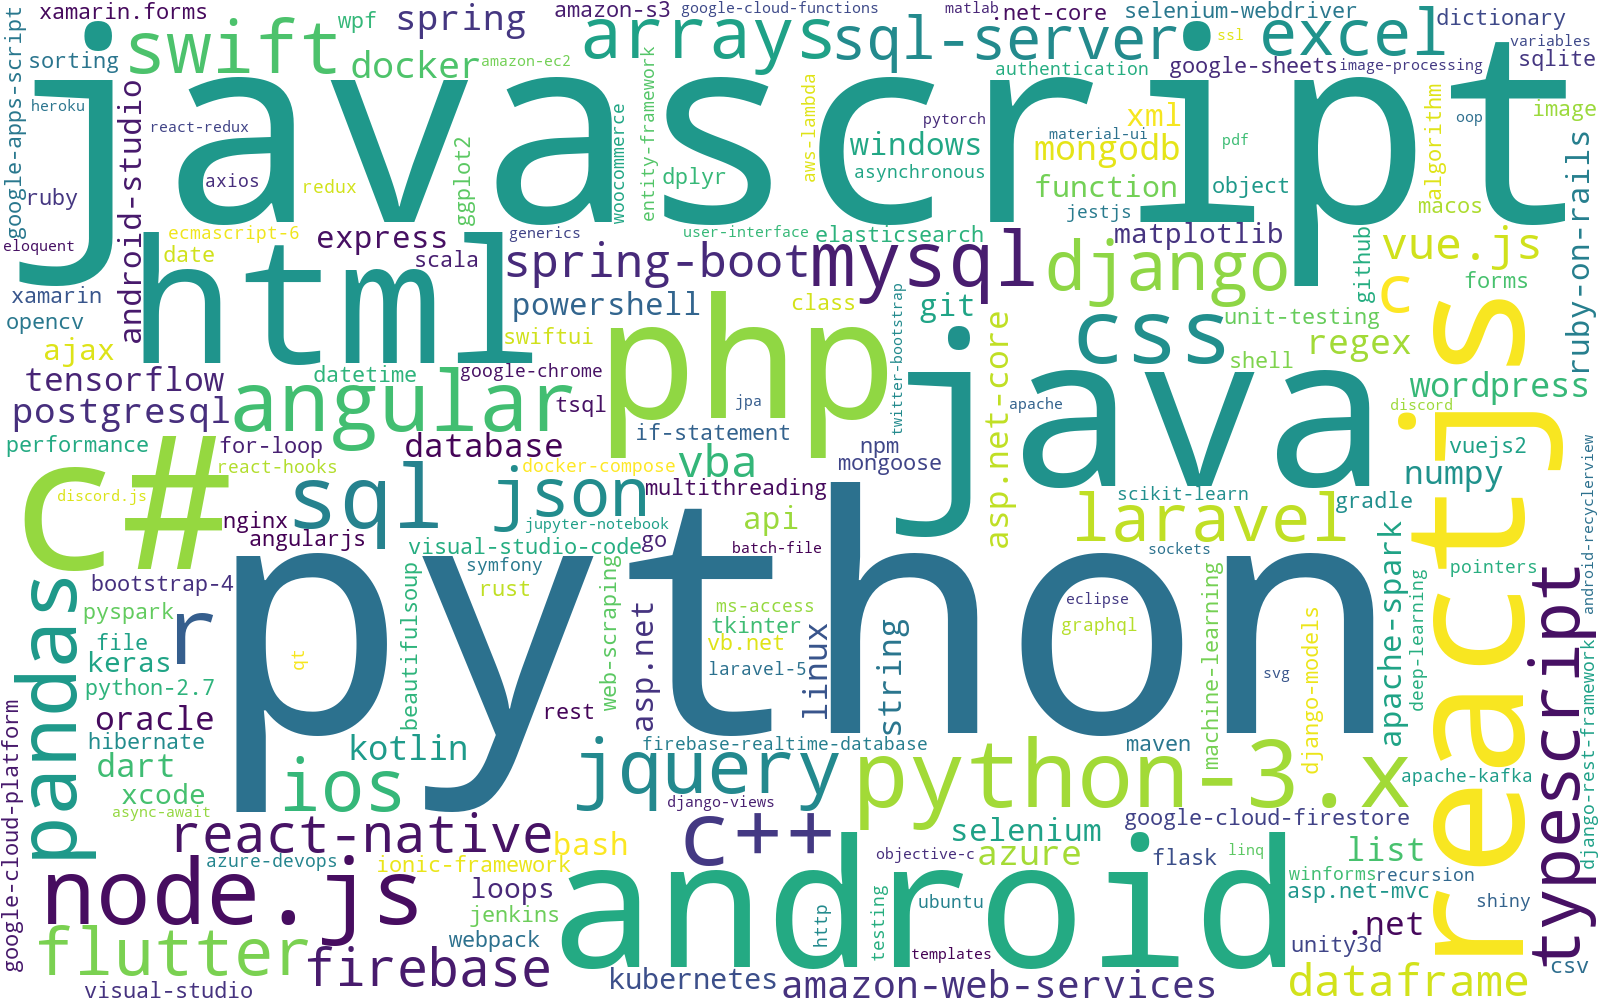 xamarin.forms
wpf
spring
amazon-s3
google-cloud-functions
matlab
.net-core
selenium-webdriver
dictionary
swift
arrays
sql-server
ssl
excel
variables
sorting
docker
amazon-ec2
entity-framework
authentication
google-sheets
image-processing
sqlite
google-apps-script
heroku
android-studio
javascript
react-redux
woocommerce
aws-lambda
pytorch
xml
algorithm
image
oop
windows
material-ui
mongodb
pdf
ruby-on-rails
ggplot2
asynchronous
dplyr
function
object
axios
redux
ruby
jestjs
macos
eloquent
ecmascript-6
date
express
scala
generics
user-interface
elasticsearch
matplotlib
github
vue.js
html
spring-boot
mysql
django
c
forms
xamarin
opencv
powershell
class
twitter-bootstrap
git
asp.net-core
css
unit-testing
ajax
swiftui
regex
php
shell
tensorflow
datetime
google-chrome
java
wordpress
reactjs
postgresql
angular
tsql
jpa
apache
discord
performance
for-loop
database
if-statement
npm
vuejs2
c#
react-hooks
docker-compose
vba
mongoose
numpy
android-recyclerview
discord.js
sql
json
multithreading
scikit-learn
gradle
nginx
jupyter-notebook
api
laravel
angularjs
visual-studio-code
go
batch-file
sockets
apache-spark
python
symfony
pandas
bootstrap-4
beautifulsoup
rust
web-scraping
machine-learning
deep-learning
pointers
typescript
pyspark
r
ms-access
eclipse
file
qt
asp.net
tkinter
linux
string
graphql
django-models
keras
vb.net
python-2.7
laravel-5
svg
django-rest-framework
oracle
rest
google-cloud-platform
hibernate
kotlin
firebase-realtime-database
maven
dart
ios
jquery
python-3.x
apache-kafka
xcode
async-await
django-views
react-native
c++
google-cloud-firestore
bash
selenium
azure-devops
ionic-framework
objective-c
azure
flask
linq
list
node.js
loops
android
winforms
recursion
asp.net-mvc
jenkins
http
testing
ubuntu
shiny
flutter
webpack
.net
firebase
templates
unity3d
csv
visual-studio
kubernetes
amazon-web-services
dataframe